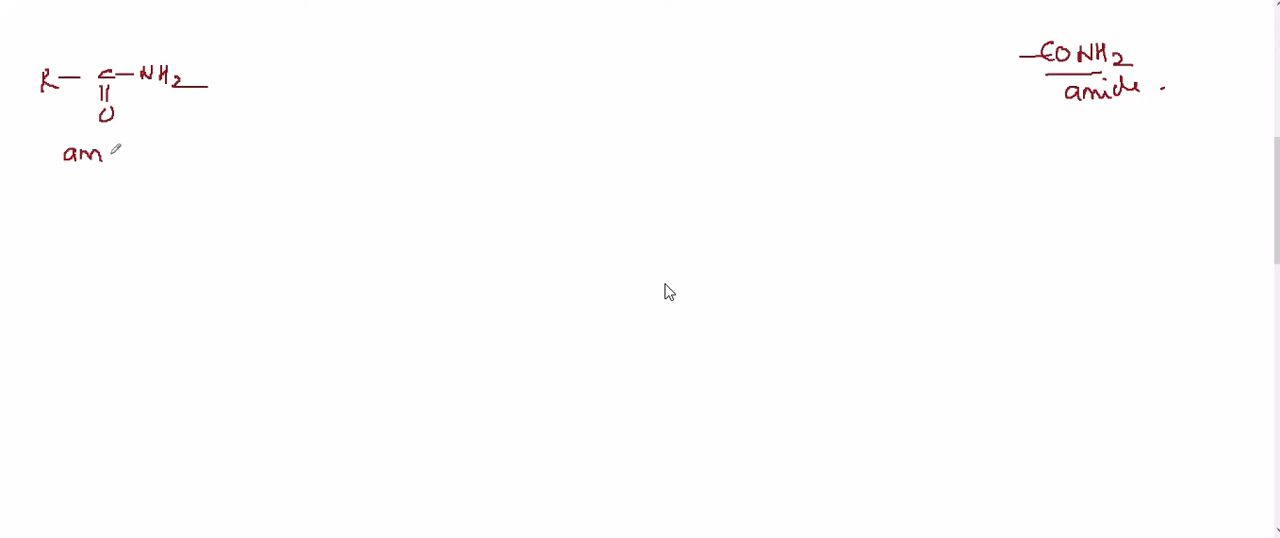 R— C—NH2—
||
O
am
—CONH2
amide .